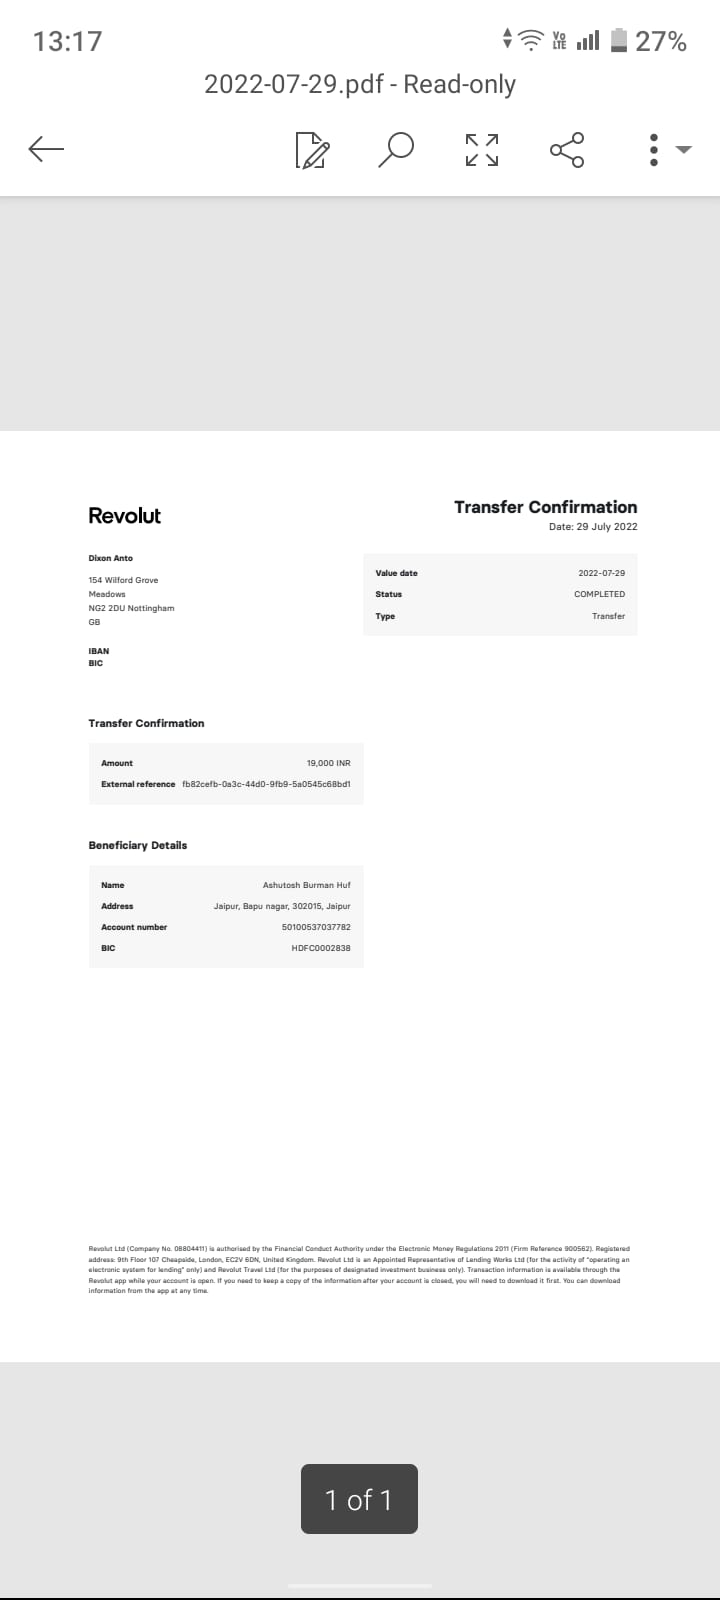 13:17
Vo LTE
27%
2022-07-29.pdf - Read-only
Revolut
Transfer Confirmation
Date: 29 July 2022
Dixon Anto
154 Wilford Grove
Meadows
NG2 2DU Nottingham
GB
IBAN
BIC
Value date 2022-07-29
Status COMPLETED
Type Transfer
Transfer Confirmation
Amount 19,000 INR
External reference fb82cefb-0a3c-44d0-9fb9-5a0545c68bd1
Beneficiary Details
Name Ashutosh Burman Huf
Address Jaipur, Bapu nagar, 302015, Jaipur
Account number 50100537037782
BIC HDFC0002838
Revolut Ltd (Company No. 08804411) is authorised by the Financial Conduct Authority under the Electronic Money Regulations 2011 (Firm Reference 900562). Registered
address: 9th Floor 107 Cheapside, London, EC2V 6DN, United Kingdom. Revolut Ltd is an Appointed Representative of Lending Works Ltd (for the activity of "operating an
electronic system for lending" only) and Revolut Travel Ltd (for the purposes of designated investment business only). Transaction information is available through the
Revolut app while your account is open. If you need to keep a copy of the information after your account is closed, you will need to download it first. You can download
information from the app at any time.
1 of 1